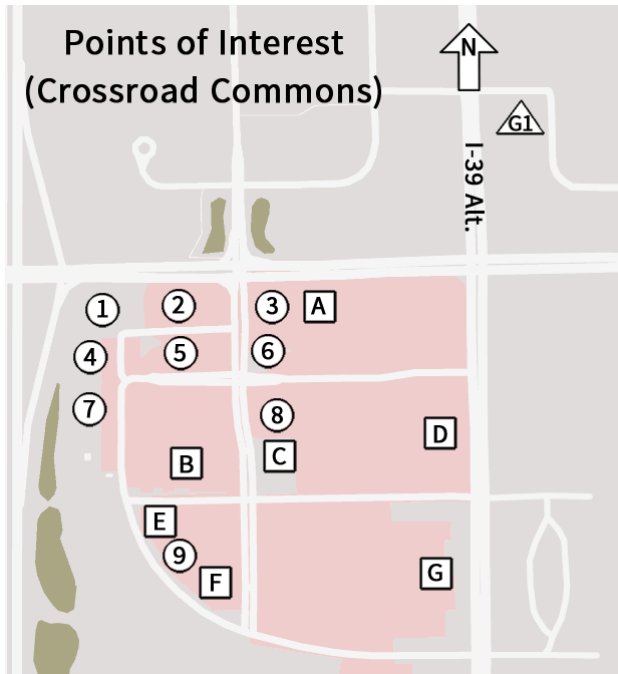 Points of Interest
(Crossroad Commons)
N
G1
I-39 Alt.
1
2
3
A
4
5
6
7
8
D
B
C
E
9
F
G